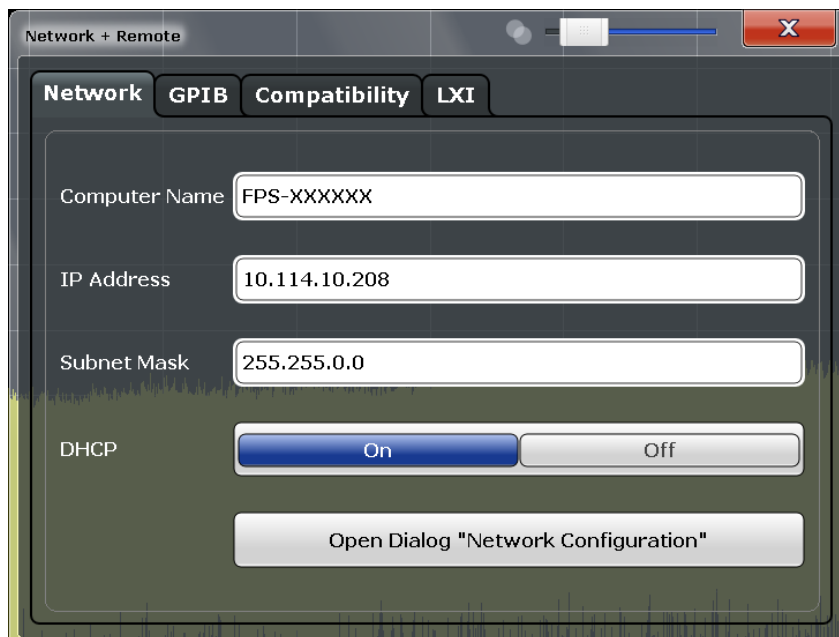 Network + Remote
X
Network GPIB Compatibility LXI
Computer Name FPS-XXXXXX
IP Address 10.114.10.208
Subnet Mask 255.255.0.0
DHCP On Off
Open Dialog "Network Configuration"